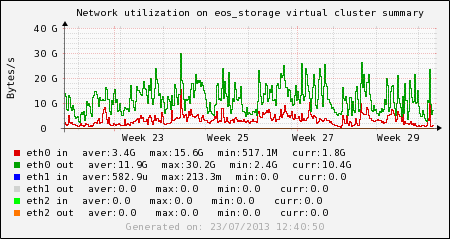 Network utilization on eos_storage virtual cluster summary
Bytes/s
40 G
30 G
20 G
10 G
0
Week 23 Week 25 Week 27 Week 29
eth0 in aver:3.4G max:15.6G min:517.1M curr:1.8G
eth0 out aver:11.9G max:30.2G min:2.4G curr:10.4G
eth1 in aver:582.9u max:213.3m min:0.0 curr:0.0
eth1 out aver:0.0 max:0.0 min:0.0 curr:0.0
eth2 in aver:0.0 max:0.0 min:0.0 curr:0.0
eth2 out aver:0.0 max:0.0 min:0.0 curr:0.0
Generated on: 23/07/2013 12:40:50